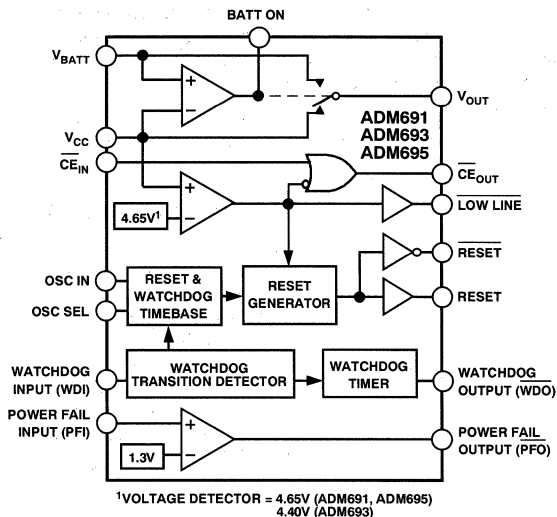 BATT ON
VBATT
VOUT
ADM691
ADM693
ADM695
VCC
CEIN
CEOUT
4.65V1
LOW LINE
RESET
OSC IN
RESET &
WATCHDOG
TIMEBASE
RESET
GENERATOR
RESET
OSC SEL
WATCHDOG
INPUT (WDI)
WATCHDOG
TRANSITION DETECTOR
WATCHDOG
TIMER
WATCHDOG
OUTPUT (WDO)
POWER FAIL
INPUT (PFI)
1.3V
POWER FAIL
OUTPUT (PFO)
1VOLTAGE DETECTOR = 4.65V (ADM691, ADM695)
4.40V (ADM693)